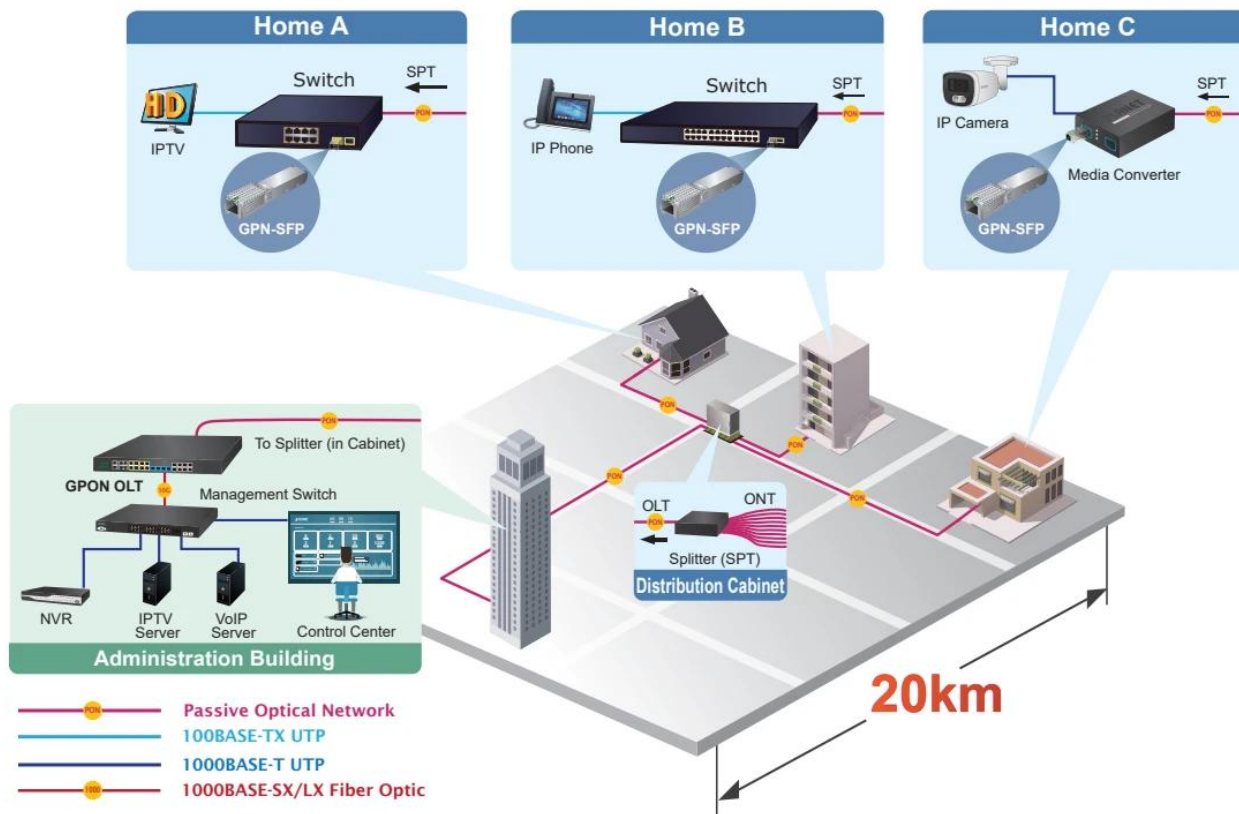 Home A
SPT
Switch
PON
IPTV
GPN-SFP
Home B
SPT
Switch
PON
IP Phone
GPN-SFP
Home C
SPT
PON
IP Camera
Media Converter
GPN-SFP
PON
To Splitter (in Cabinet)
GPON OLT
10G
Management Switch
NVR
IPTV
Server
VoIP
Server
Control Center
Administration Building
PON
PON
PON
PON
OLT
ONT
PON
Splitter (SPT)
Distribution Cabinet
20km
PON
Passive Optical Network
100BASE-TX UTP
1000BASE-T UTP
1000
1000BASE-SX/LX Fiber Optic